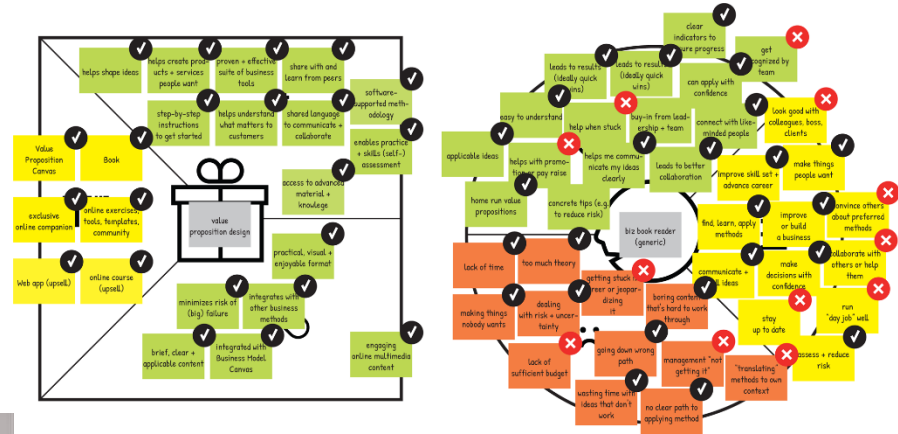 helps shape ideas
helps create prod-
ucts + services
people want
proven + effective
suite of business
tools
share with and
learn from peers
software-
supported meth-
odology
step-by-step
instructions
to get started
helps understand
what matters to
customers
shared language
to communicate +
collaborate
enables practice
+ skills (self-)
assessment
Value
Proposition
Canvas
Book
access to advanced
material +
knowlege
exclusive
online companion
online exercises,
tools, templates,
community
value
proposition design
practical, visual +
enjoyable format
Web app (upsell)
online course
(upsell)
minimizes risk of
(big) failure
integrates with
other business
methods
brief, clear +
applicable content
integrated with
Business Model
Canvas
engaging
online multimedia
content
clear
indicators to
sure progress
get
cognized by
team
leads to results
(ideally quick
wins)
leads to results
(ideally quick
wins)
can apply with
confidence
easy to understand
help when stuck
buy-in from lead-
ership + team
connect with like-
minded people
look good with
colleagues, boss,
clients
applicable ideas
helps with promo-
tion or pay raise
helps me commu-
nicate my ideas
clearly
leads to better
collaboration
improve skill set +
advance career
make things
people want
home run value
propositions
concrete tips (e.g.
to reduce risk)
biz book reader
(generic)
find, learn, apply
methods
improve
or build
a business
convince others
about preferred
methods
lack of time
too much theory
getting stuck in
career or jeopar-
dizing
it
boring content
that's hard to work
through
communicate +
sell ideas
make
decisions with
confidence
collaborate with
others or help
them
making things
nobody wants
dealing
with risk + uncer-
tainty
stay
up to date
run
"day job" well
lack of
sufficient budget
going down wrong
path
management "not
getting it"
"translating"
methods to own
context
assess + reduce
risk
wasting time with
ideas that don't
work
no clear path to
applying method